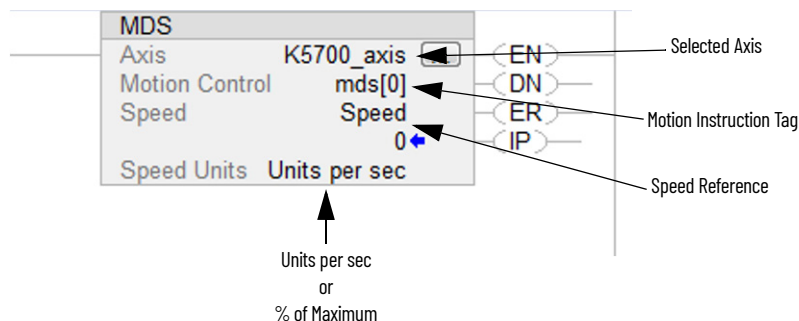 MDS
Axis K5700_axis EN
Motion Control mds[0] DN
Speed Speed ER
0 IP
Speed Units Units per sec
Selected Axis
Motion Instruction Tag
Speed Reference
Units per sec
or
% of Maximum